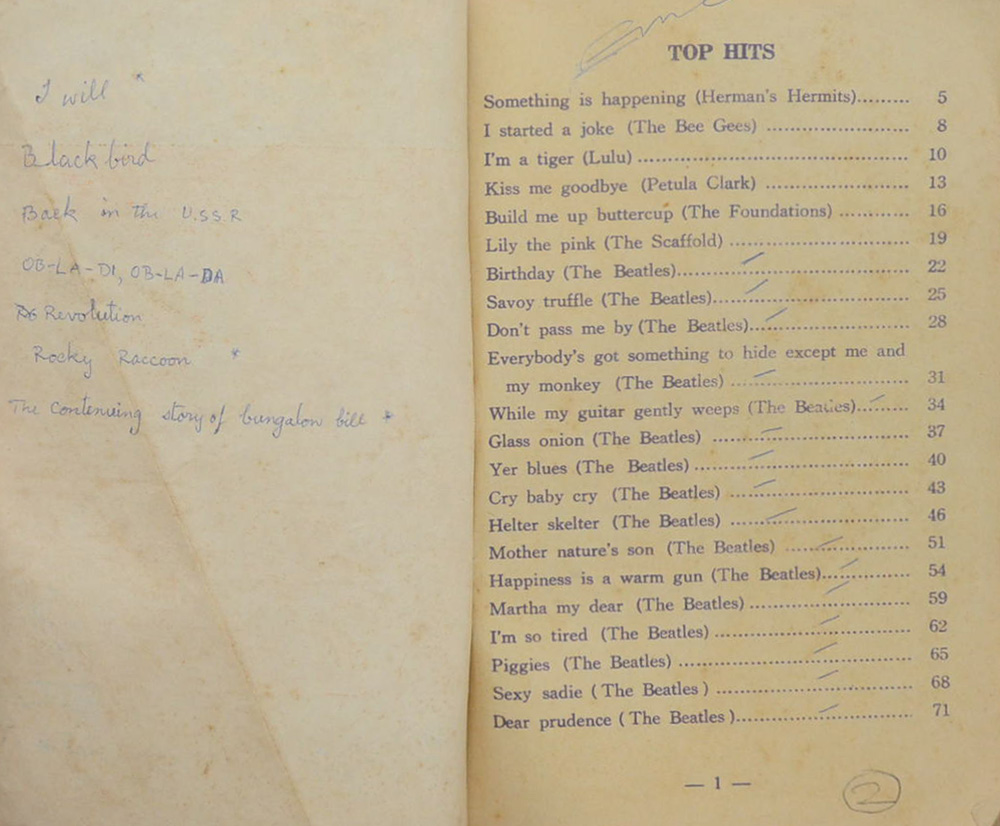 I will *
Blackbird
Back in the U.S.S.R
OB-LA-DI, OB-LA-DA
Revolution
Rocky Raccoon *
The contenuing story of bungalow bill *
TOP HITS
Something is happening (Herman's Hermits)......... 5
I started a joke (The Bee Gees) ......................... 8
I'm a tiger (Lulu) ................................................ 10
Kiss me goodbye (Petula Clark) ......................... 13
Build me up buttercup (The Foundations) ............ 16
Lily the pink (The Scaffold) ................................ 19
Birthday (The Beatles)......................................... 22
Savoy truffle (The Beatles)................................... 25
Don't pass me by (The Beatles)............................ 28
Everybody's got something to hide except me and
my monkey (The Beatles) ................................ 31
While my guitar gently weeps (The Beatles)......... 34
Glass onion (The Beatles) ................................... 37
Yer blues (The Beatles) ...................................... 40
Cry baby cry (The Beatles) ................................ 43
Helter skelter (The Beatles) ................................ 46
Mother nature's son (The Beatles) ...................... 51
Happiness is a warm gun (The Beatles)............... 54
Martha my dear (The Beatles) ............................ 59
I'm so tired (The Beatles) .................................. 62
Piggies (The Beatles) ......................................... 65
Sexy sadie ( The Beatles ) .................................. 68
Dear prudence ( The Beatles ).............................. 71
— 1 —
2